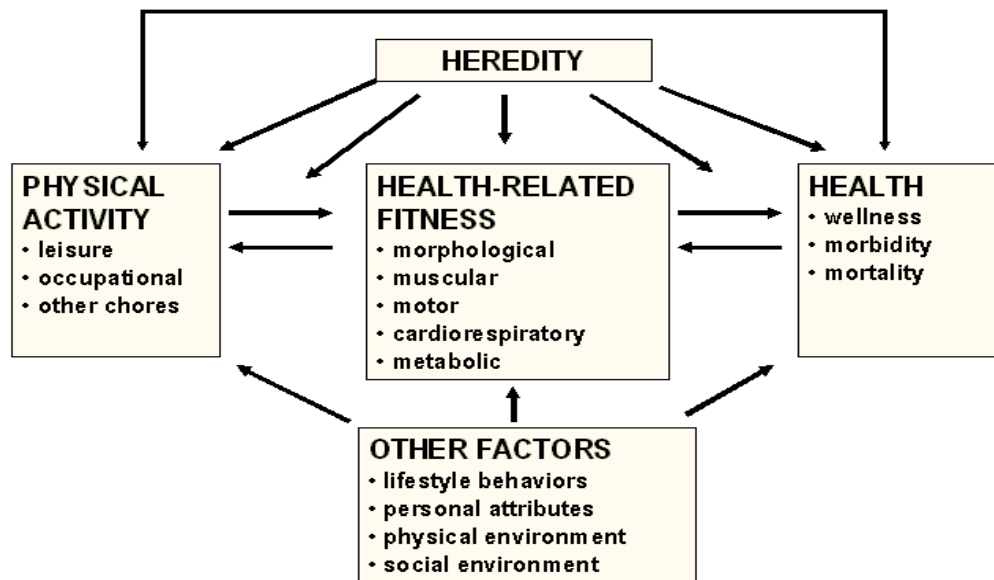 HEREDITY
PHYSICAL
ACTIVITY
• leisure
• occupational
• other chores
HEALTH-RELATED
FITNESS
• morphological
• muscular
• motor
• cardiorespiratory
• metabolic
HEALTH
• wellness
• morbidity
• mortality
OTHER FACTORS
• lifestyle behaviors
• personal attributes
• physical environment
• social environment